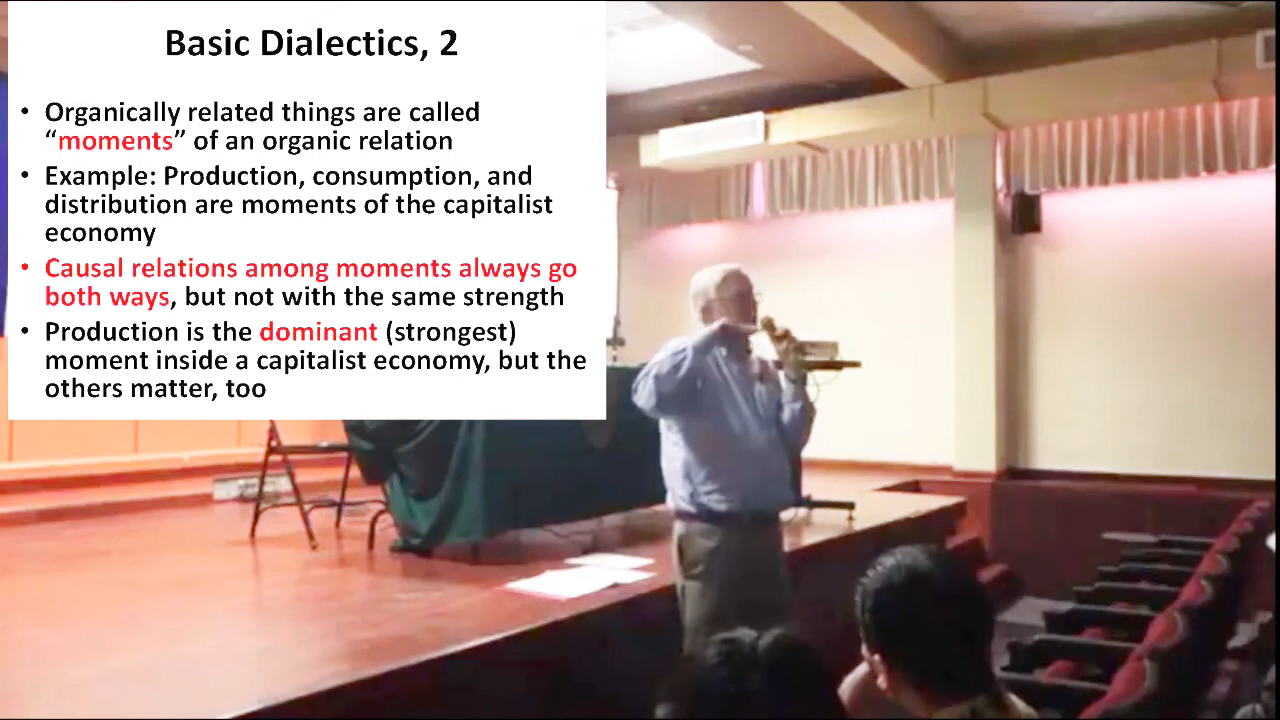 Basic Dialectics, 2
• Organically related things are called
“moments” of an organic relation
• Example: Production, consumption, and
distribution are moments of the capitalist
economy
• Causal relations among moments always go
both ways, but not with the same strength
• Production is the dominant (strongest)
moment inside a capitalist economy, but the
others matter, too